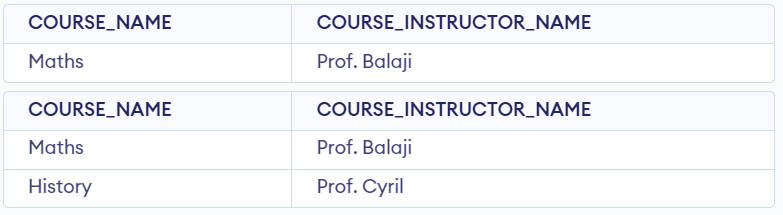 COURSE_NAME COURSE_INSTRUCTOR_NAME
Maths Prof. Balaji
COURSE_NAME COURSE_INSTRUCTOR_NAME
Maths Prof. Balaji
History Prof. Cyril